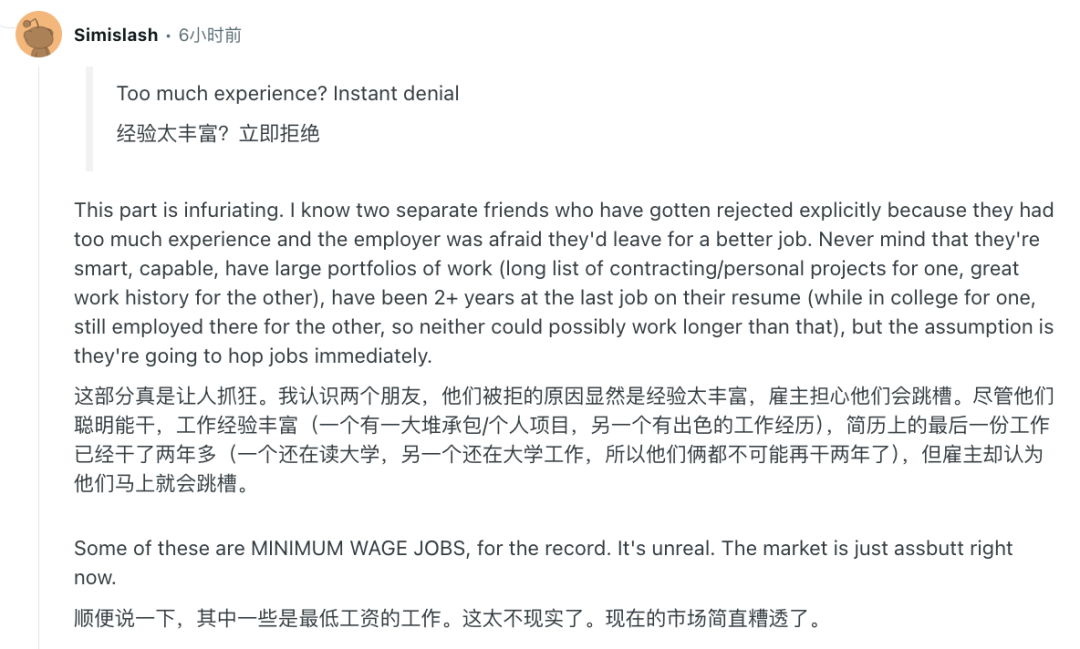 Simislash · 6小时前
Too much experience? Instant denial
经验太丰富？立即拒绝
This part is infuriating. I know two separate friends who have gotten rejected explicitly because they had
too much experience and the employer was afraid they'd leave for a better job. Never mind that they're
smart, capable, have large portfolios of work (long list of contracting/personal projects for one, great
work history for the other), have been 2+ years at the last job on their resume (while in college for one,
still employed there for the other, so neither could possibly work longer than that), but the assumption is
they're going to hop jobs immediately.
这部分真是让人抓狂。我认识两个朋友，他们被拒的原因显然是经验太丰富，雇主担心他们会跳槽。尽管他们
聪明能干，工作经验丰富（一个有一大堆承包/个人项目，另一个有出色的工作经历），简历上的最后一份工作
已经干了两年多（一个还在读大学，另一个还在大学工作，所以他们俩都不可能再干两年了），但雇主却认为
他们马上就会跳槽。
Some of these are MINIMUM WAGE JOBS, for the record. It's unreal. The market is just assbutt right
now.
顺便说一下，其中一些是最低工资的工作。这太不现实了。现在的市场简直糟透了。